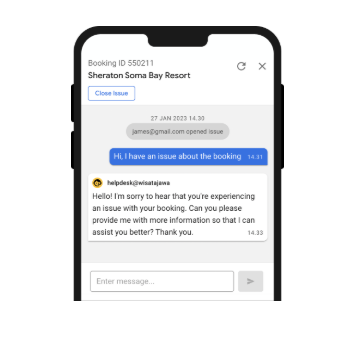 Booking ID 550211
Sheraton Soma Bay Resort
Close Issue
27 JAN 2023 14.30
james@gmail.com opened issue
Hi, I have an issue about the booking 14.31
helpdesk@wisatajawa
Hello! I'm sorry to hear that you're experiencing
an issue with your booking. Can you please
provide me with more information so that I can
assist you better? Thank you. 14.33
Enter message...